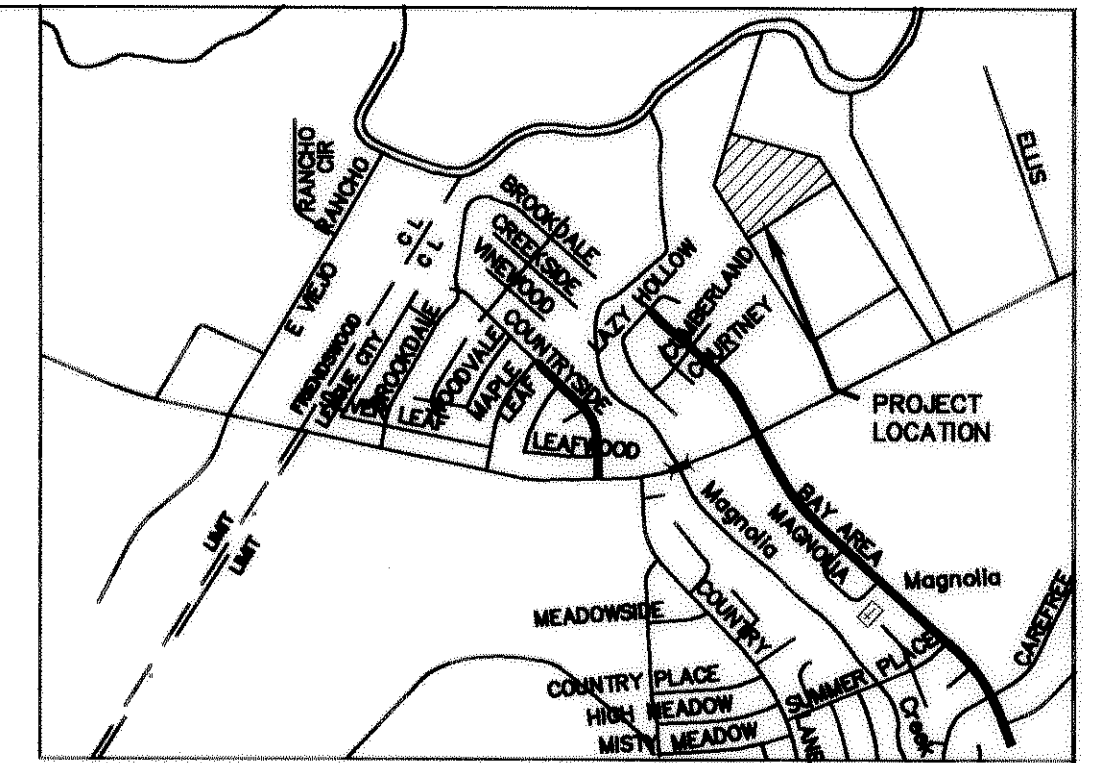 RANCHO
CIR
RANCHO
E VIEJO
C L
C L
BROOKDALE
CREEKSIDE
VINEWOOD
ELLIS
LAZY HOLLOW
CUMBERLAND
COURTNEY
FRIENDSWOOD
LEAGUE CITY
BROOKDALE
WOODVALE
MAPLE
LEAF
COUNTRYSIDE
LEAF
LEAFWOOD
PROJECT
LOCATION
LIMIT
LIMIT
Magnolia
BAY AREA
MAGNOLIA
Magnolia
MEADOWSIDE
COUNTRY
CAREFREE
COUNTRY PLACE
HIGH MEADOW
MISTY MEADOW
SUMMER PLACE
LANE
Creek